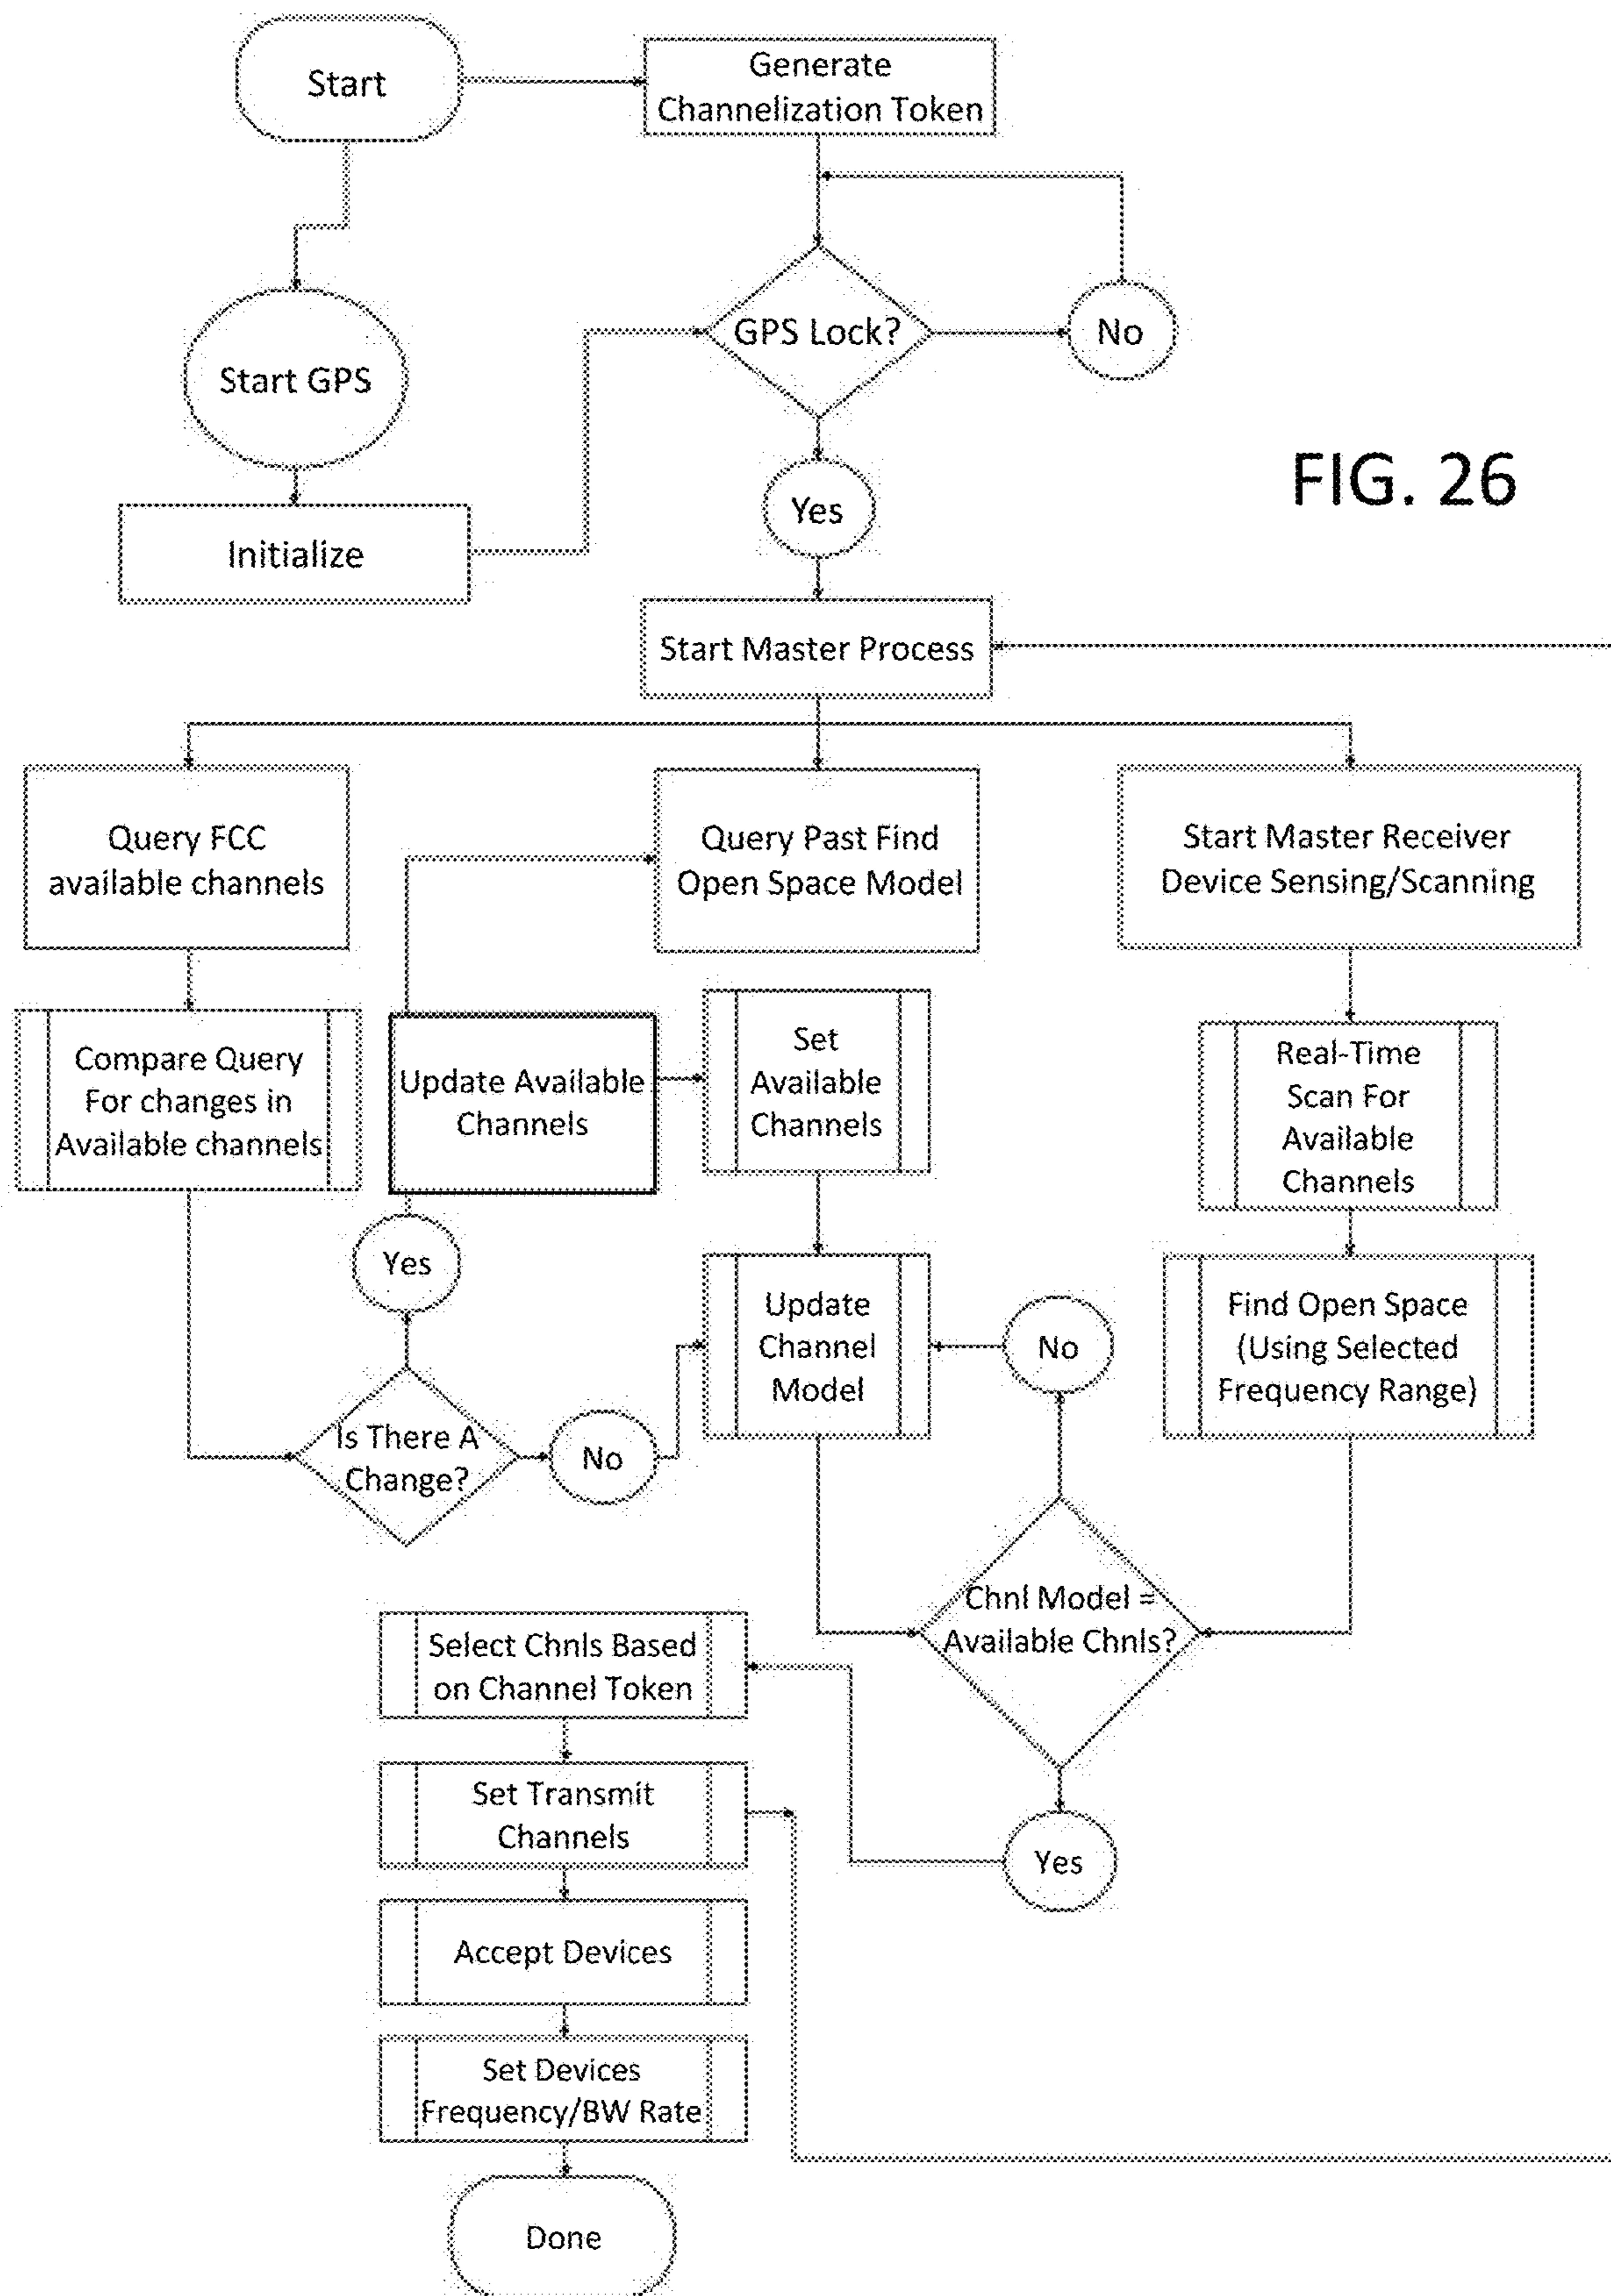 Start
Generate
Channelization Token
GPS Lock?
No
Start GPS
Yes
FIG. 26
Initialize
Start Master Process
Query FCC
available channels
Query Past Find
Open Space Model
Start Master Receiver
Device Sensing/Scanning
Compare Query
For changes in
Available channels
Update Available
Channels
Set
Available
Channels
Real-Time
Scan For
Available
Channels
Yes
Update
Channel
Model
No
Find Open Space
(Using Selected
Frequency Range)
Is There A
Change?
No
Chnl Model =
Available Chnls?
Select Chnls Based
on Channel Token
Set Transmit
Channels
Yes
Accept Devices
Set Devices
Frequency/BW Rate
Done